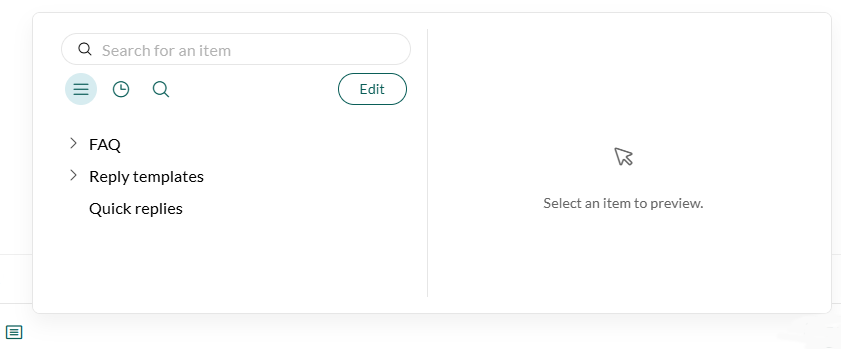 Search for an item
Edit
FAQ
Reply templates
Quick replies
Select an item to preview.